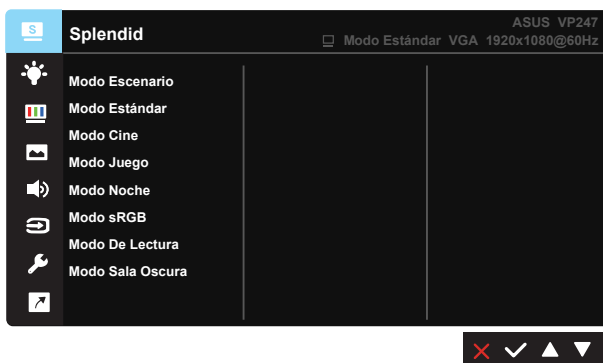 S Splendid
ASUS VP247
Modo Estándar VGA 1920x1080@60Hz
Modo Escenario
Modo Estándar
Modo Cine
Modo Juego
Modo Noche
Modo sRGB
Modo De Lectura
Modo Sala Oscura